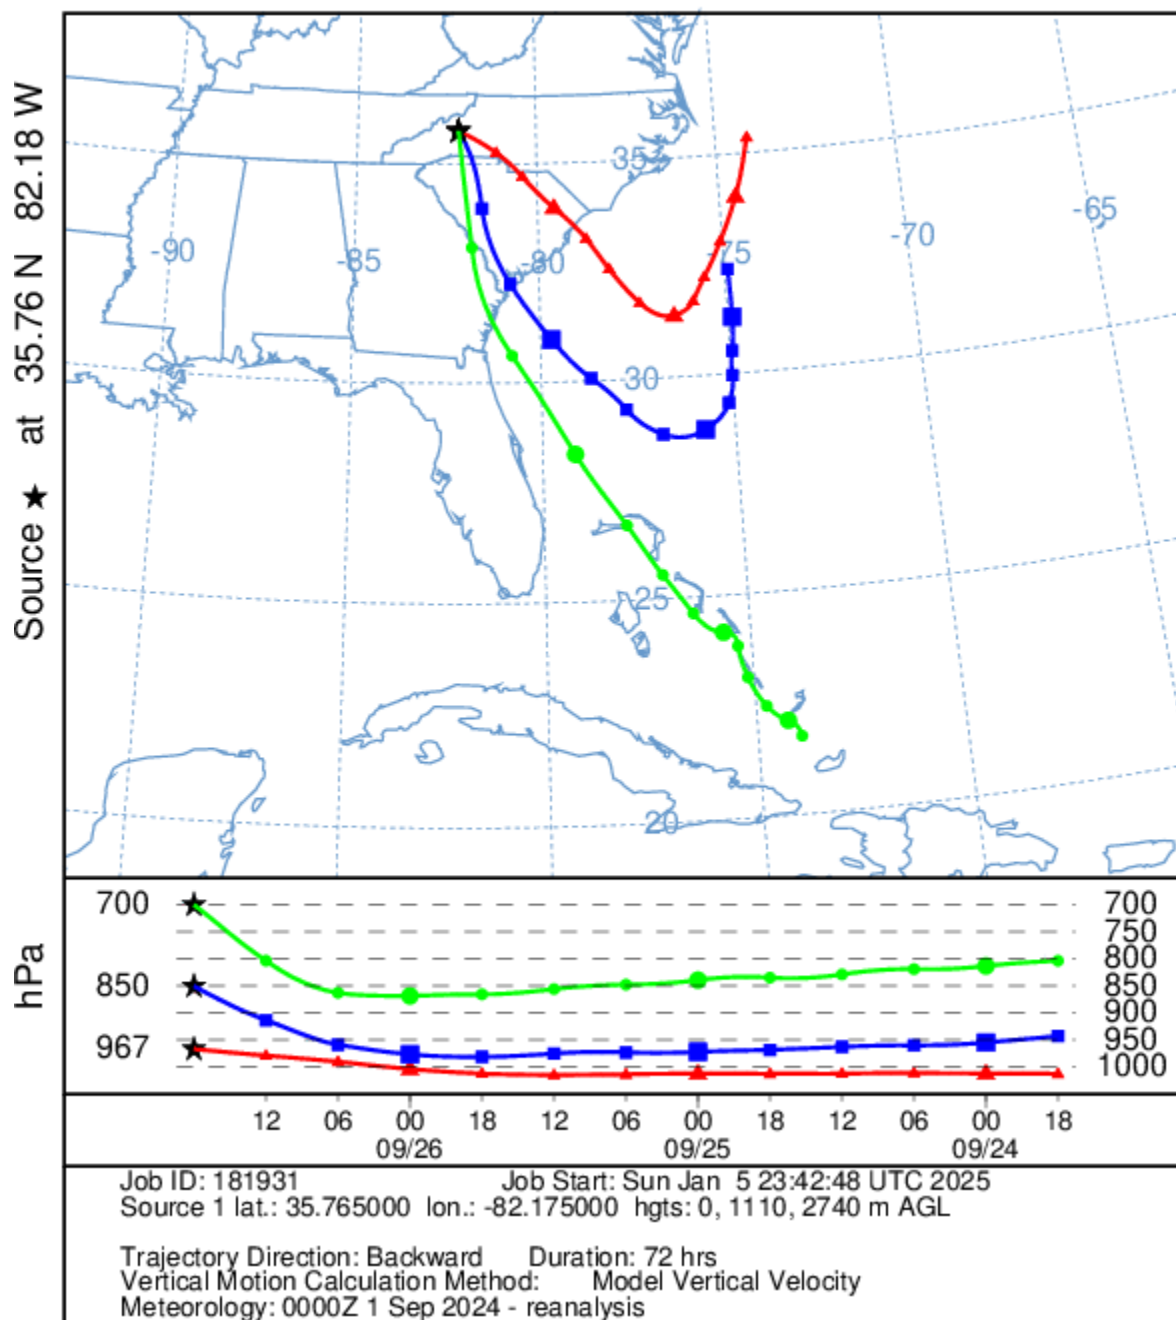 Source ★ at 35.76 N 82.18 W
35
-65
-90
-85
-80
-75
-70
30
25
20
hPa
700 700
750
800
850 850
900
950
967
1000
12 06 00 18 12 06 00 18 12 06 00 18
09/26 09/25 09/24
Job ID: 181931 Job Start: Sun Jan 5 23:42:48 UTC 2025
Source 1 lat.: 35.765000 lon.: -82.175000 hgts: 0, 1110, 2740 m AGL
Trajectory Direction: Backward Duration: 72 hrs
Vertical Motion Calculation Method: Model Vertical Velocity
Meteorology: 0000Z 1 Sep 2024 - reanalysis